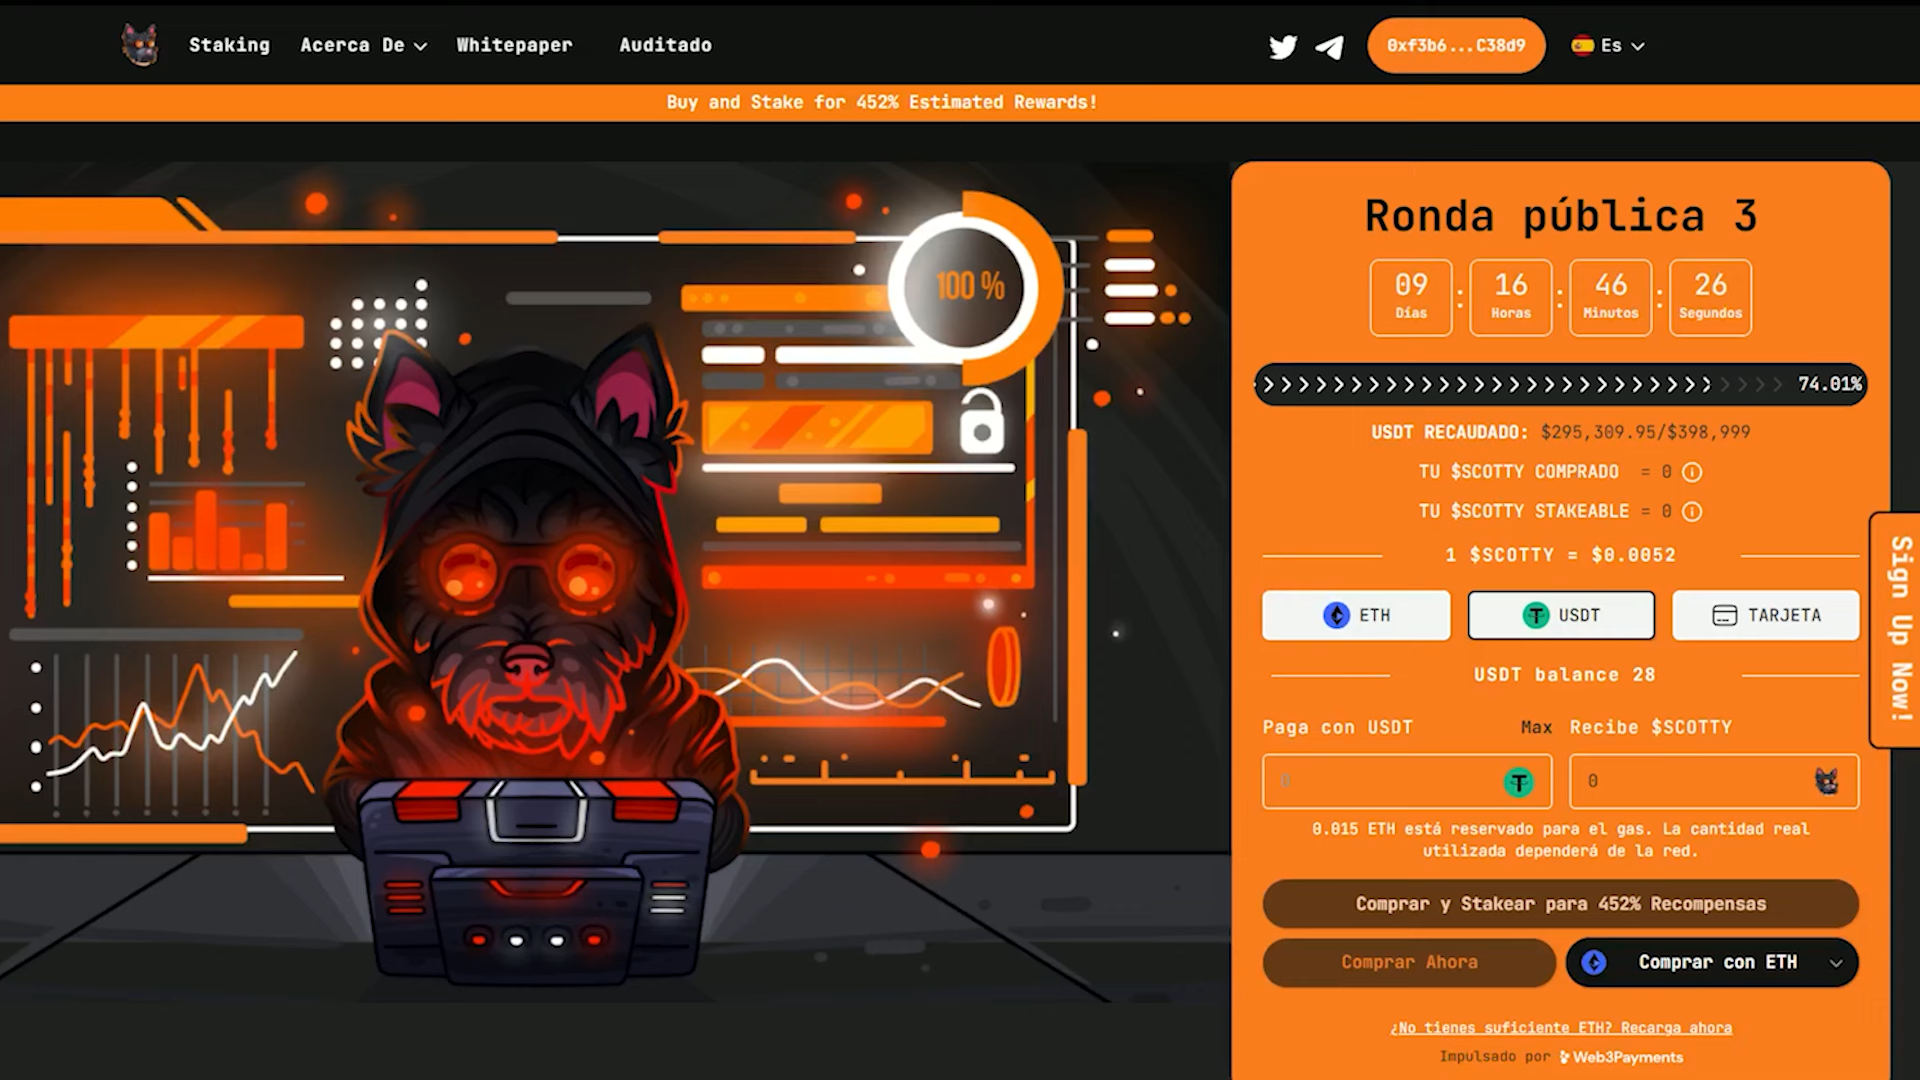 Staking
Acerca De
Whitepaper
Auditado
0xf3b6...C38d9
Es
Buy and Stake for 452% Estimated Rewards!
100 %
Ronda pública 3
09 : 16 : 46 : 26
Días Horas Minutos Segundos
74.01%
USDT RECAUDADO: $295,309.95/$398,999
TU $SCOTTY COMPRADO = 0
TU $SCOTTY STAKEABLE = 0
1 $SCOTTY = $0.0052
ETH
USDT
TARJETA
USDT balance 28
Paga con USDT Max
Recibe $SCOTTY
0
0
0.015 ETH está reservado para el gas. La cantidad real
utilizada dependerá de la red.
Comprar y Stakear para 452% Recompensas
Comprar Ahora
Comprar con ETH
¿No tienes suficiente ETH? Recarga ahora
Impulsado por Web3Payments
Sign Up Now!